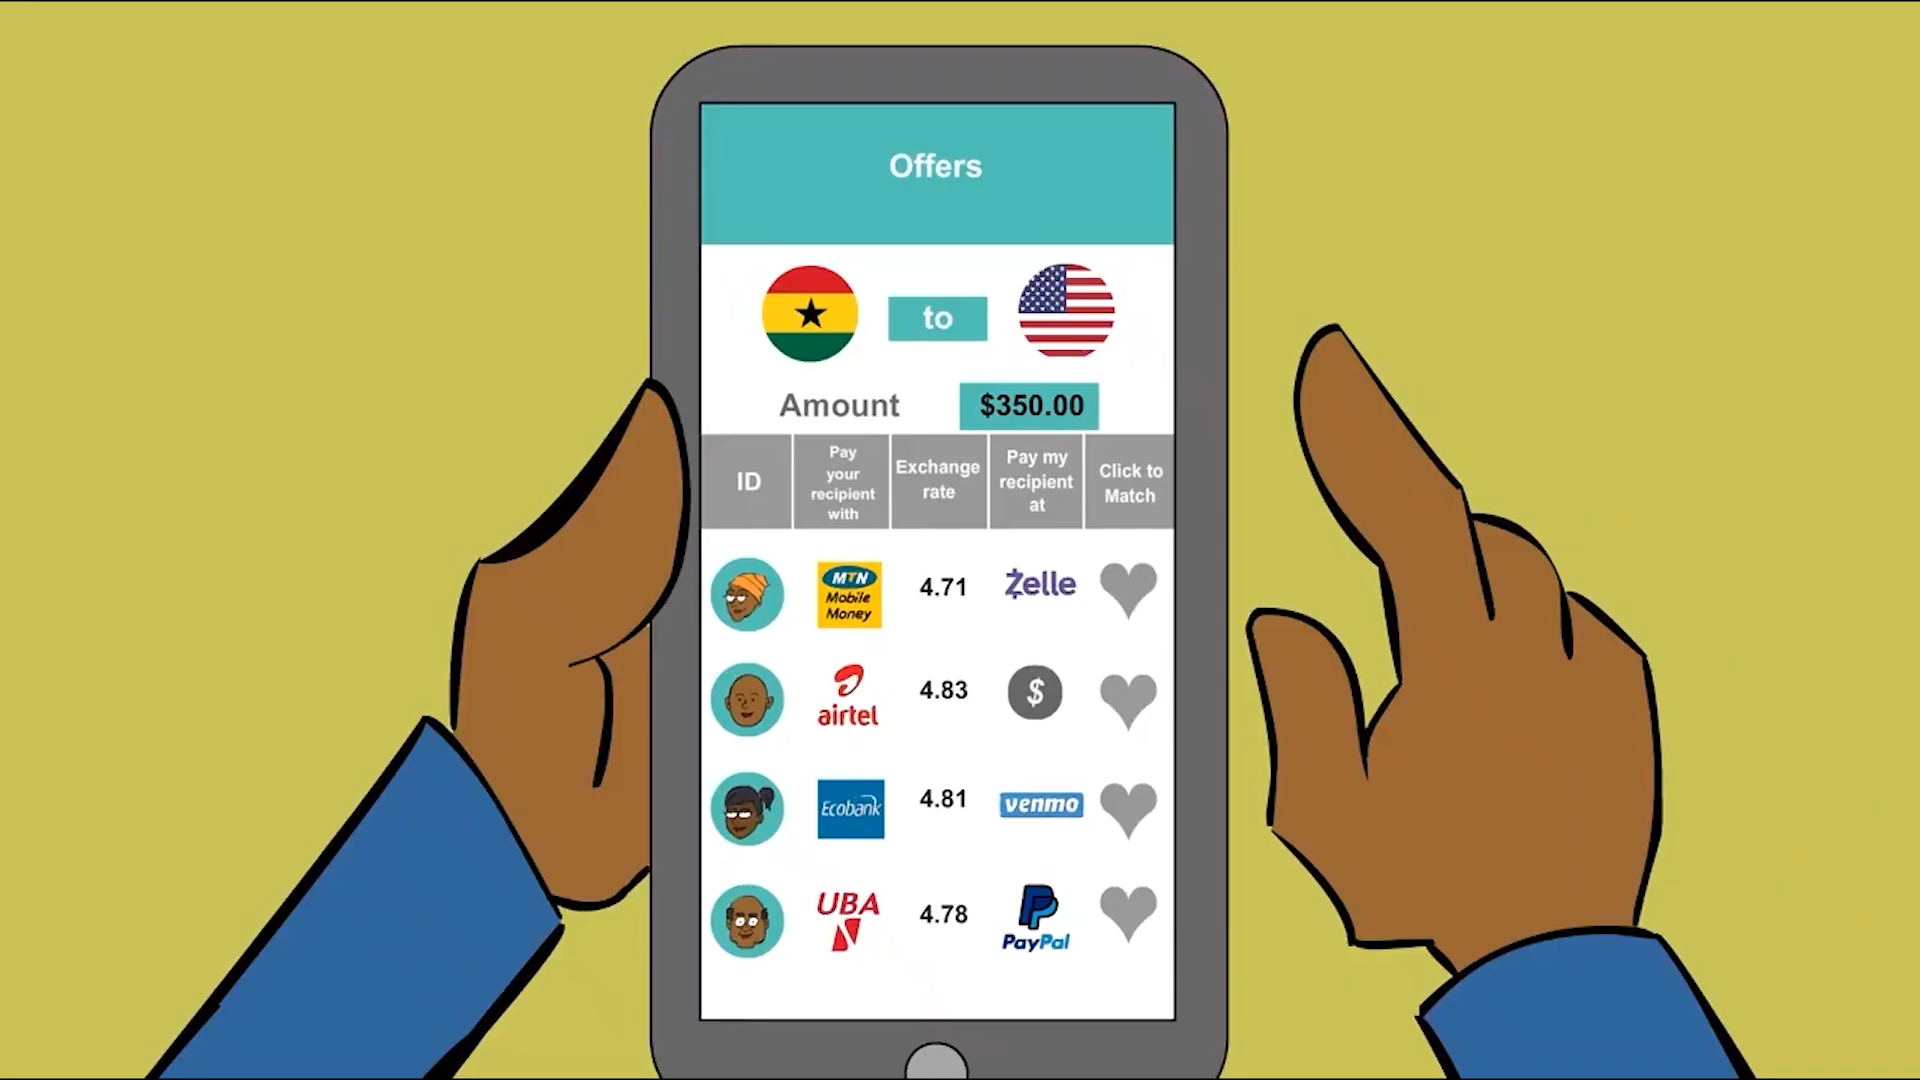 Offers
to
Amount $350.00
ID
Pay
your
recipient
with
Exchange
rate
Pay my
recipient
at
Click to
Match
MTN
Mobile
Money
4.71
Zelle
airtel
4.83
$
Ecobank
4.81
venmo
UBA
4.78
PayPal